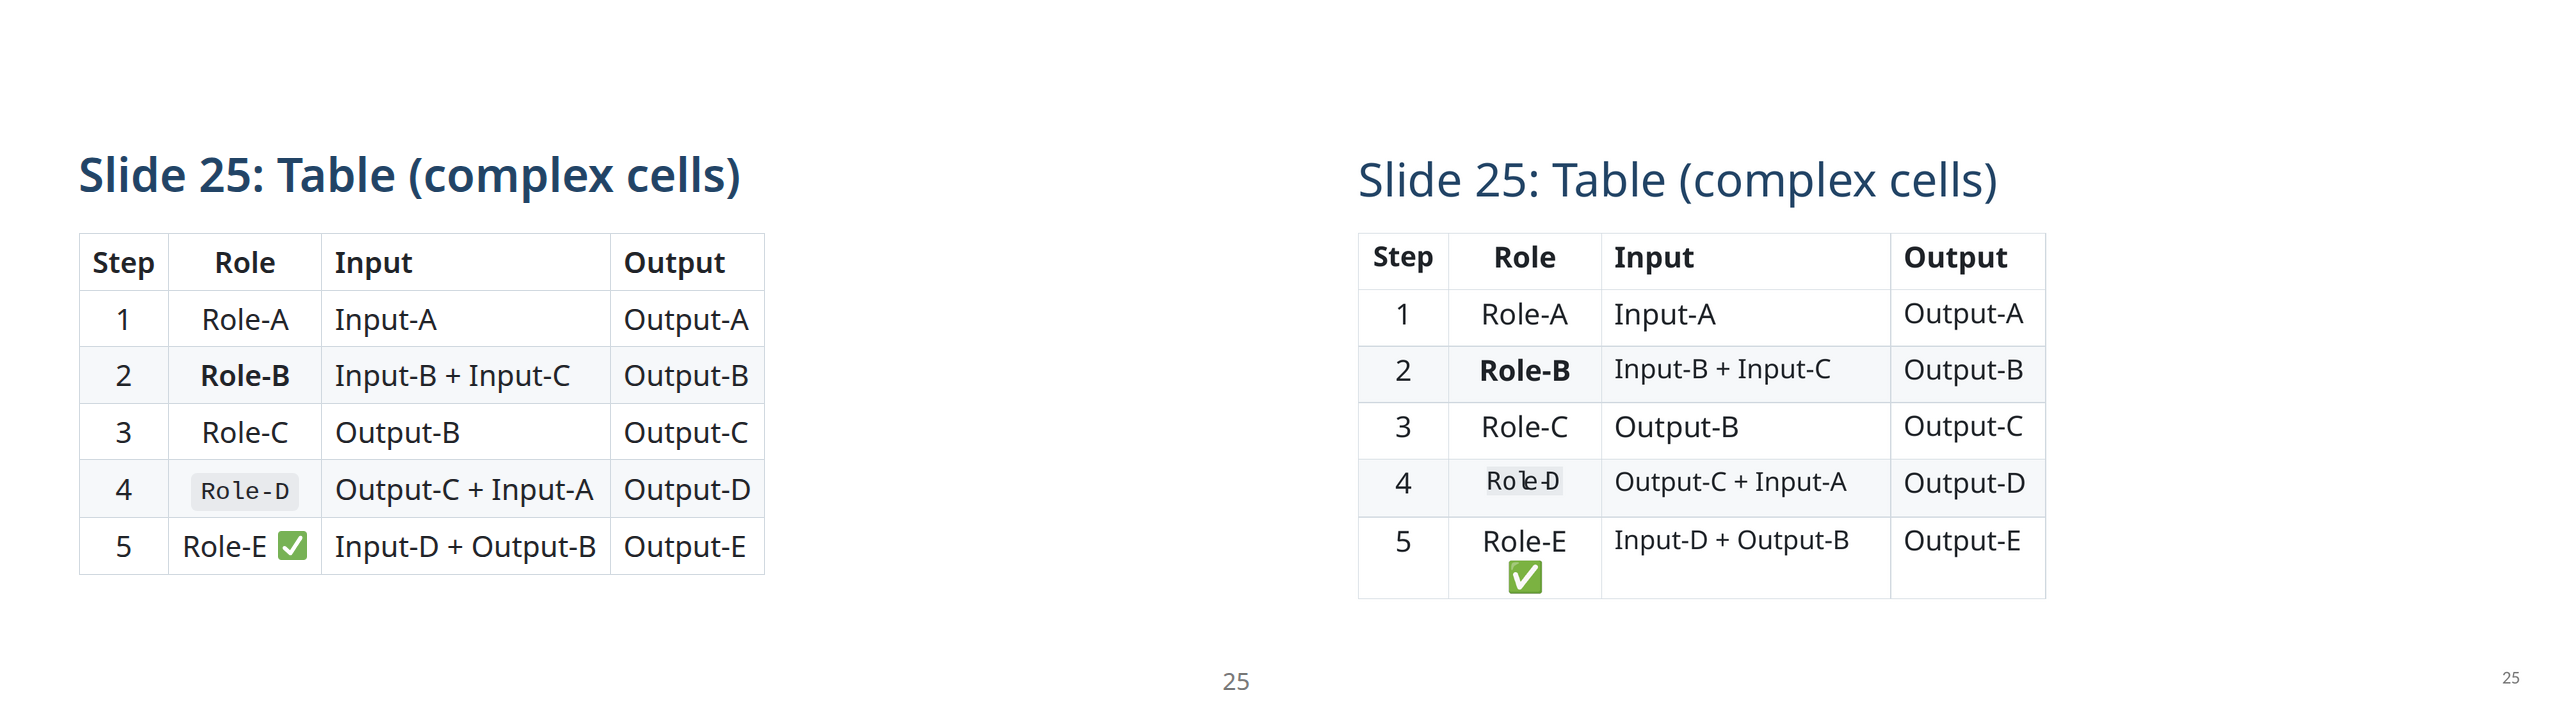 Slide 25: Table (complex cells)
Step Role Input Output
1 Role-A Input-A Output-A
2 Role-B Input-B + Input-C Output-B
3 Role-C Output-B Output-C
4 Role-D Output-C + Input-A Output-D
5 Role-E ✅ Input-D + Output-B Output-E
25
Slide 25: Table (complex cells)
Step Role Input Output
1 Role-A Input-A Output-A
2 Role-B Input-B + Input-C Output-B
3 Role-C Output-B Output-C
4 Role-D Output-C + Input-A Output-D
5 Role-E Input-D + Output-B Output-E
✅
25